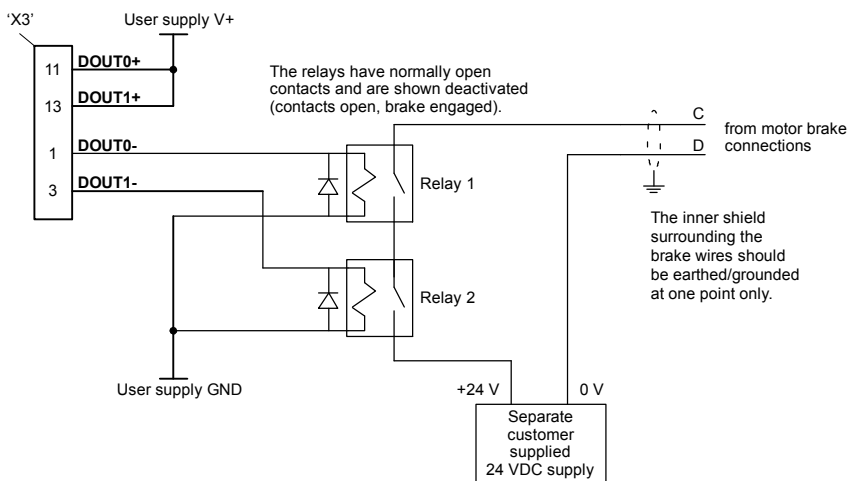 ‘X3’
User supply V+
11 DOUT0+
13 DOUT1+
1 DOUT0-
3 DOUT1-
The relays have normally open
contacts and are shown deactivated
(contacts open, brake engaged).
Relay 1
Relay 2
C
D
from motor brake
connections
The inner shield
surrounding the
brake wires should
be earthed/grounded
at one point only.
User supply GND
+24 V
0 V
Separate
customer
supplied
24 VDC supply